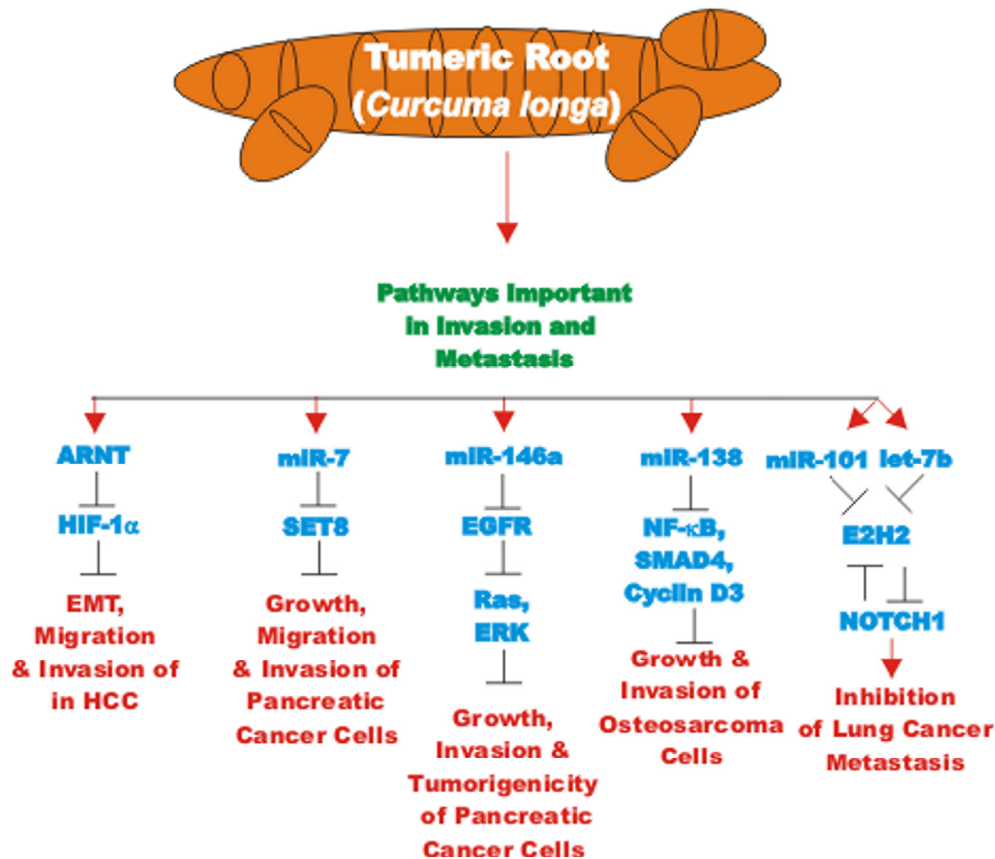 Tumeric Root
(Curcuma longa)
Pathways Important
in Invasion and
Metastasis
ARNT
HIF-1α
EMT,
Migration
& Invasion of
in HCC
miR-7
SET8
Growth,
Migration
& Invasion of
Pancreatic
Cancer Cells
miR-146a
EGFR
Ras,
ERK
Growth,
Invasion &
Tumorigenicity
of Pancreatic
Cancer Cells
miR-138
NF-κB,
SMAD4,
Cyclin D3
Growth &
Invasion of
Osteosarcoma
Cells
miR-101 let-7b
E2H2
NOTCH1
Inhibition
of Lung Cancer
Metastasis